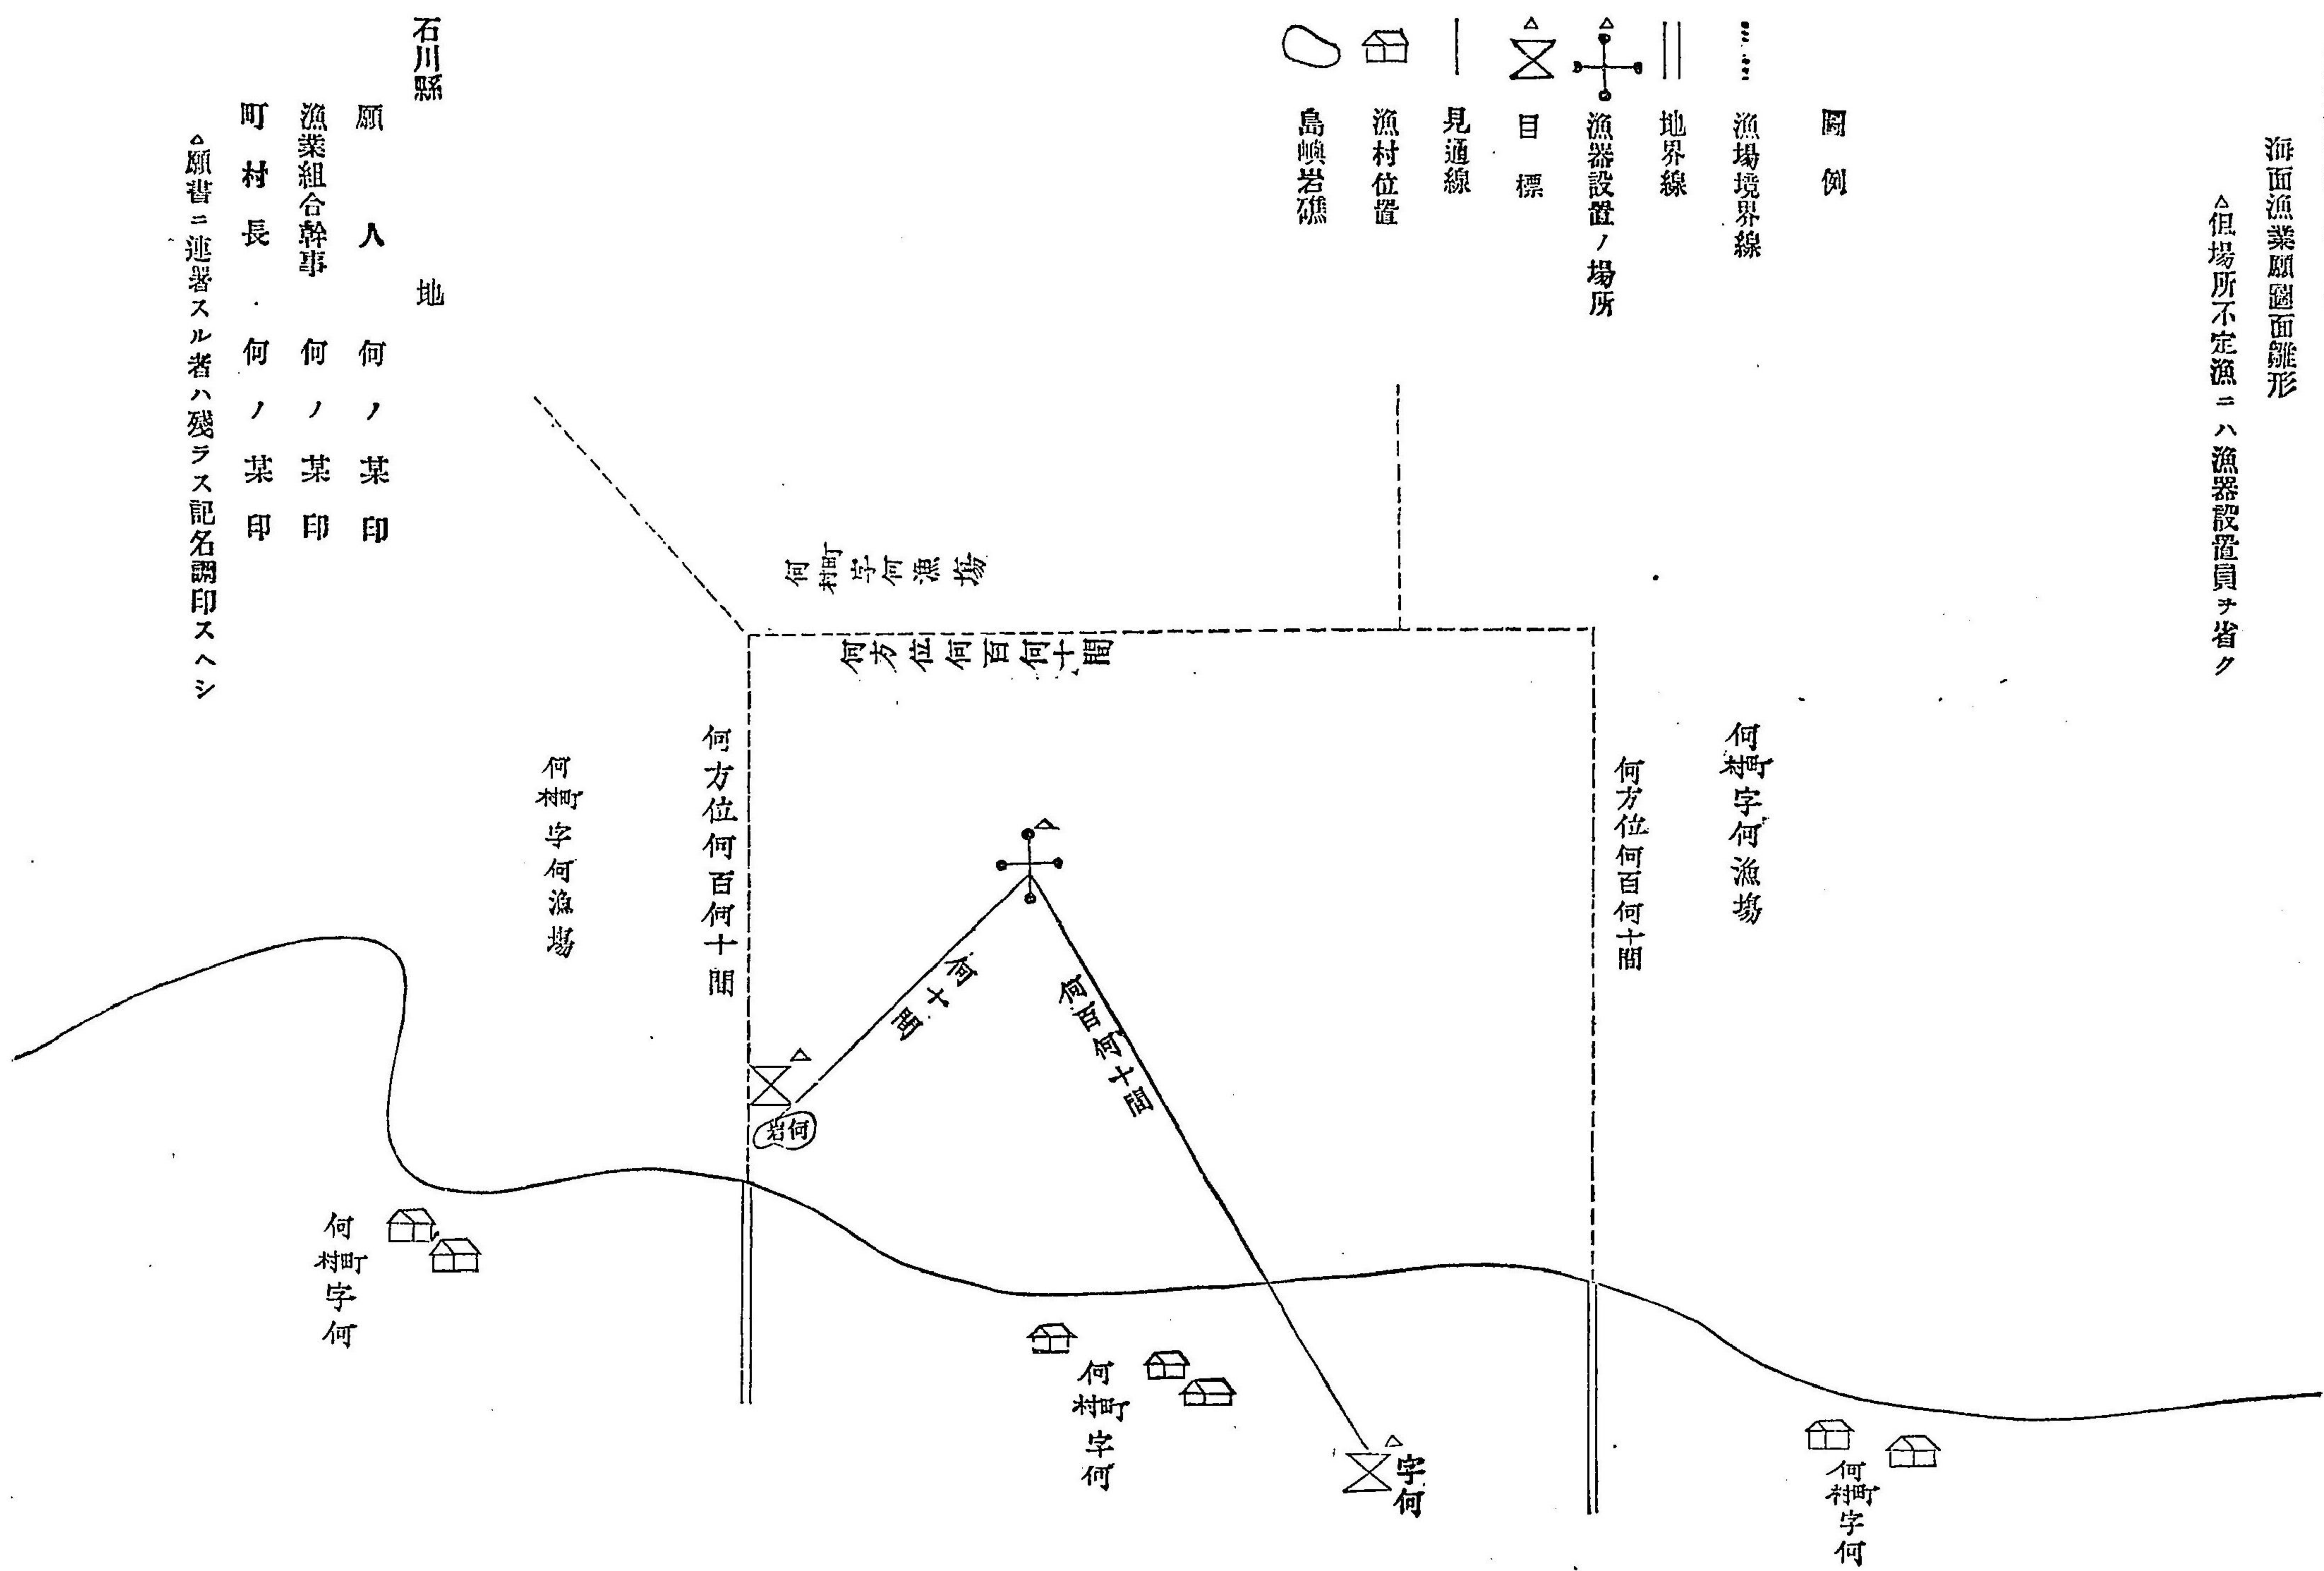 海面漁業願圖面雛形
△但場所不定漁ニハ漁器設置員ヲ省ク
圖例
漁場境界線
地界線
漁器設置ノ場所
目標
見通線
漁村位置
島嶼岩礁
何町村字何漁場
何方位何百何十間
何町村字何漁場
何方位何百何十間
何方位何百何十間
何町村字何漁場
何十間
何百何十間
何岩
字何
何町村字何
何町村字何
何町村字何
石川縣
地
願人 何ノ某印
漁業組合幹事 何ノ某印
町村長 何ノ某印
△願書ニ連署スル者ハ殘ラス記名調印スヘシ